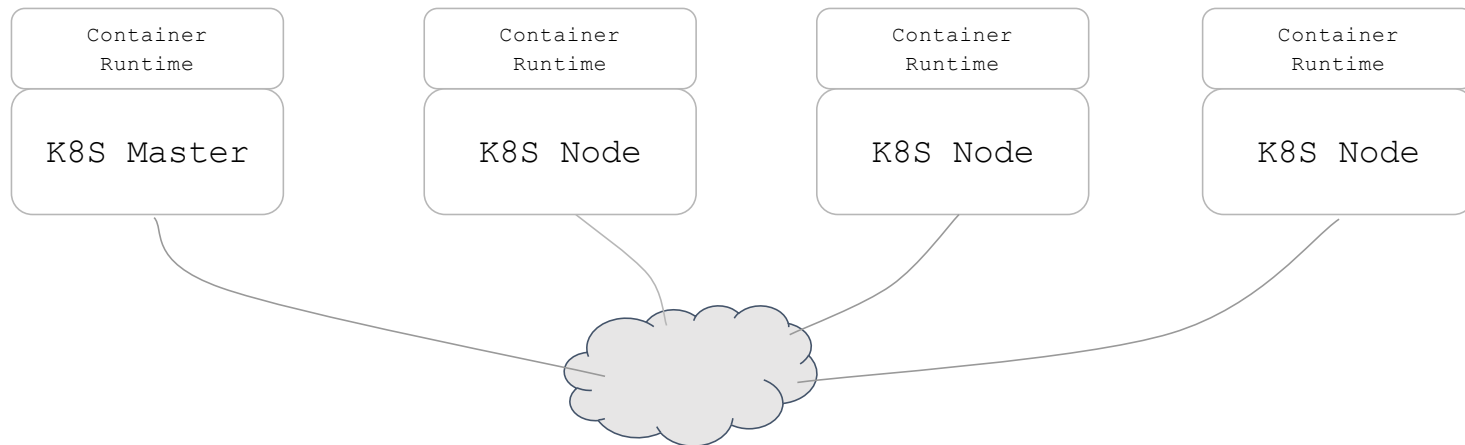 Container
Runtime
K8S Master
Container
Runtime
K8S Node
Container
Runtime
K8S Node
Container
Runtime
K8S Node